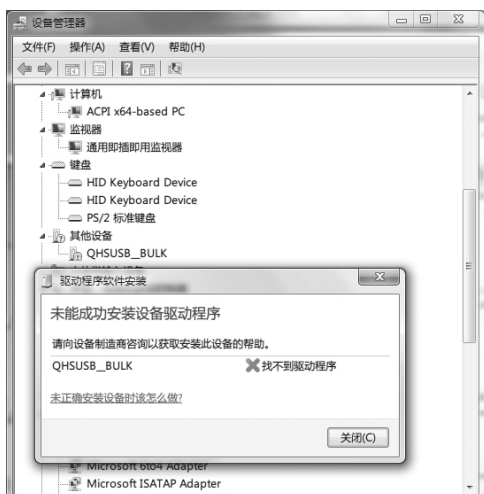 设备管理器
文件(F) 操作(A) 查看(V) 帮助(H)
计算机
ACPI x64-based PC
监视器
通用即插即用监视器
键盘
HID Keyboard Device
HID Keyboard Device
PS/2 标准键盘
其他设备
QHSUSB__BULK
驱动程序软件安装
未能成功安装设备驱动程序
请向设备制造商咨询以获取安装此设备的帮助。
QHSUSB__BULK 找不到驱动程序
未正确安装设备时该怎么做?
关闭(C)
Microsoft 6to4 Adapter
Microsoft ISATAP Adapter